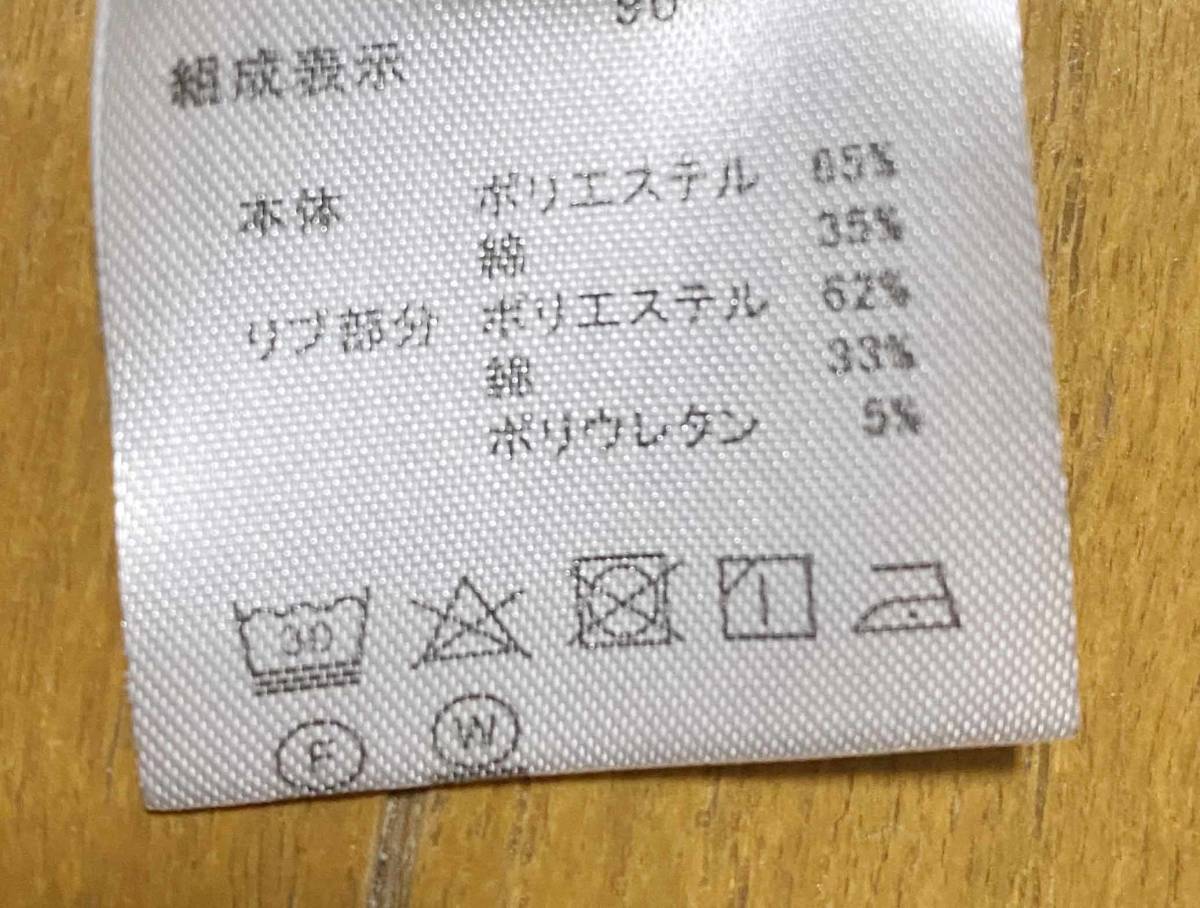 90
組成表示
本体 ポリエステル 65%
綿 35%
リブ部分 ポリエステル 62%
綿 33%
ポリウレタン 5%
30
F W